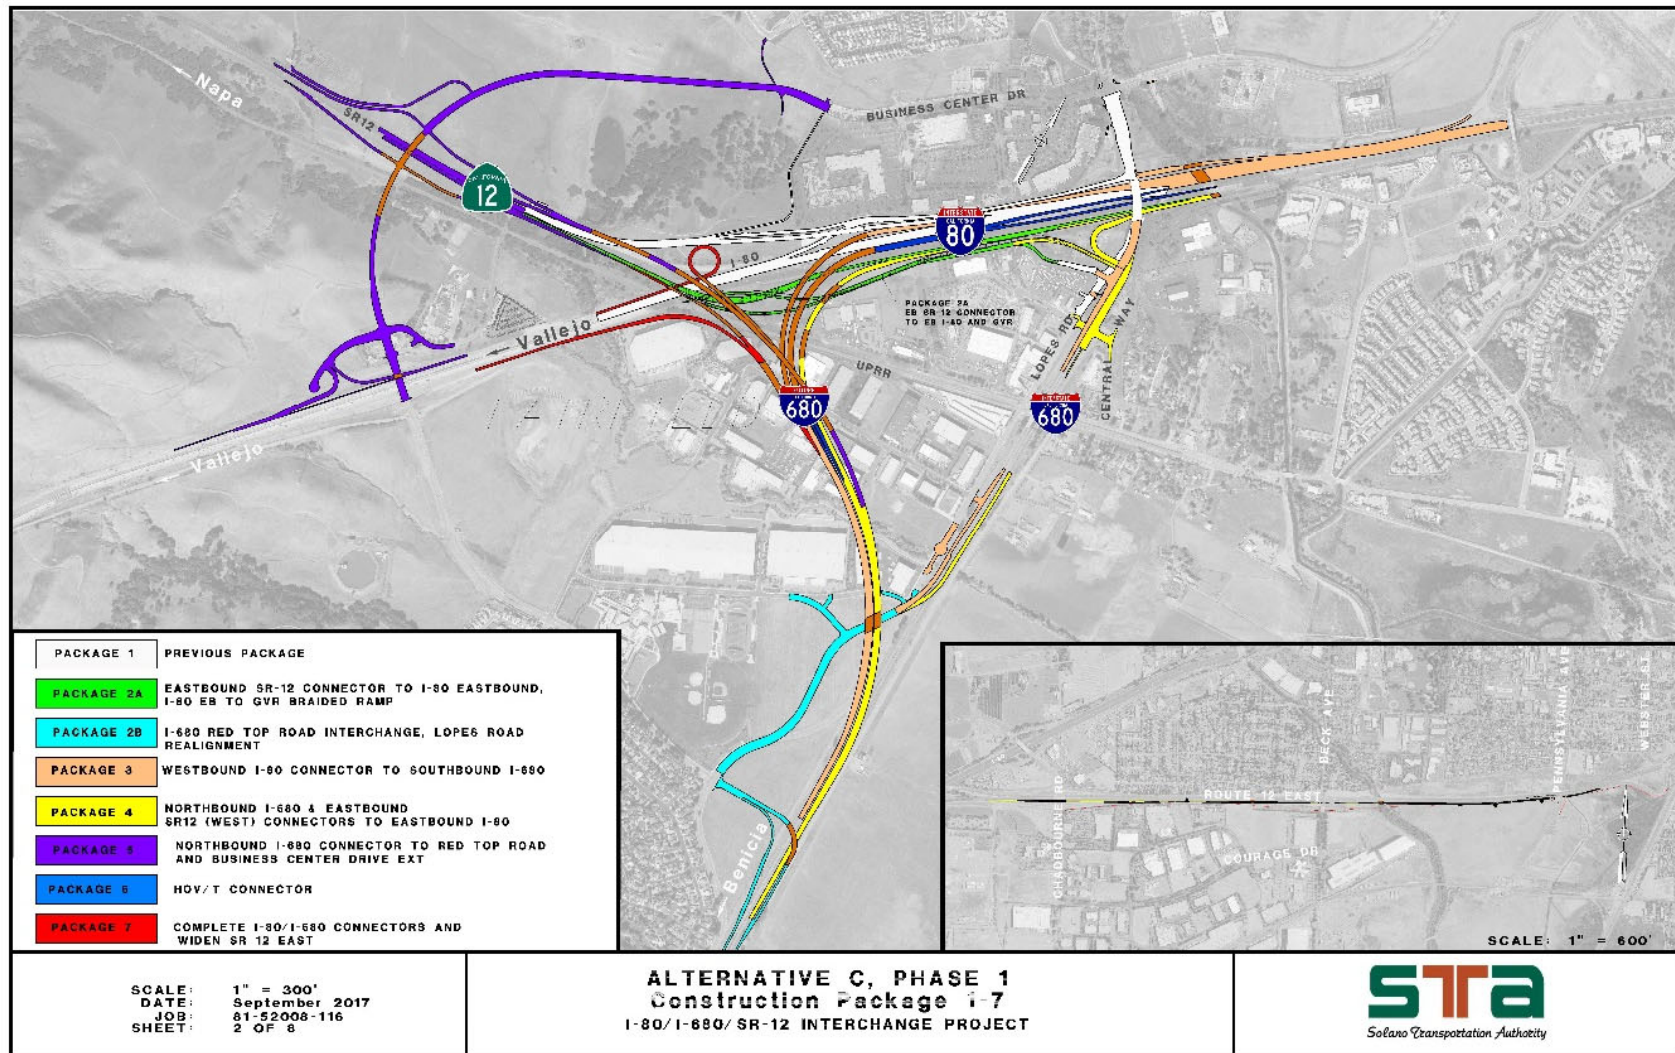 Napa
SR12
CALIFORNIA
12
BUSINESS CENTER DR
INTERSTATE
CALIFORNIA
80
I-80
PACKAGE 2A
EB SR-12 CONNECTOR
TO EB I-80 AND GVR
Vallejo
LOPES RD
CENTRAL WAY
UPRR
680
INTERSTATE
680
Vallejo
Benicia
PACKAGE 1 PREVIOUS PACKAGE
PACKAGE 2A EASTBOUND SR-12 CONNECTOR TO I-80 EASTBOUND,
I-80 EB TO GVR BRAIDED RAMP
PACKAGE 2B I-680 RED TOP ROAD INTERCHANGE, LOPES ROAD
REALIGNMENT
PACKAGE 3 WESTBOUND I-80 CONNECTOR TO SOUTHBOUND I-680
PACKAGE 4 NORTHBOUND I-680 & EASTBOUND
SR12 (WEST) CONNECTORS TO EASTBOUND I-80
PACKAGE 5 NORTHBOUND I-680 CONNECTOR TO RED TOP ROAD
AND BUSINESS CENTER DRIVE EXT
PACKAGE 6 HOV/T CONNECTOR
PACKAGE 7 COMPLETE I-80/I-680 CONNECTORS AND
WIDEN SR 12 EAST
CHADBOURNE RD
ROUTE 12 EAST
BECK AVE
PENNSYLVANIA AVE
WEBSTER ST
COURAGE DR
SCALE: 1" = 600'
SCALE: 1" = 300'
DATE: September 2017
JOB: 81-52008-116
SHEET: 2 OF 8
ALTERNATIVE C, PHASE 1
Construction Package 1-7
I-80/I-680/SR-12 INTERCHANGE PROJECT
STa
Solano Transportation Authority